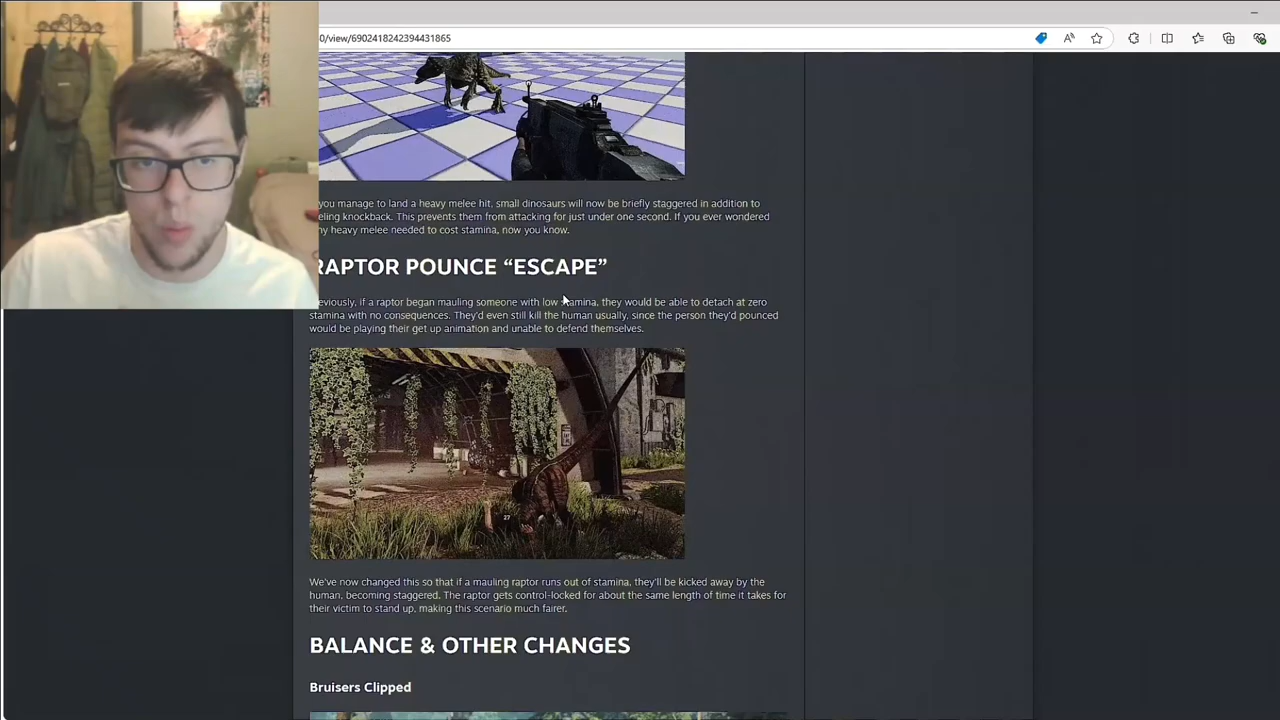 0/view/6902418242394431865
you manage to land a heavy melee hit, small dinosaurs will now be briefly staggered in addition to
eling knockback. This prevents them from attacking for just under one second. If you ever wondered
ny heavy melee needed to cost stamina, now you know.
RAPTOR POUNCE “ESCAPE”
eviously, if a raptor began mauling someone with low stamina, they would be able to detach at zero
stamina with no consequences. They'd even still kill the human usually, since the person they'd pounced
would be playing their get up animation and unable to defend themselves.
27
We've now changed this so that if a mauling raptor runs out of stamina, they'll be kicked away by the
human, becoming staggered. The raptor gets control-locked for about the same length of time it takes for
their victim to stand up, making this scenario much fairer.
BALANCE & OTHER CHANGES
Bruisers Clipped